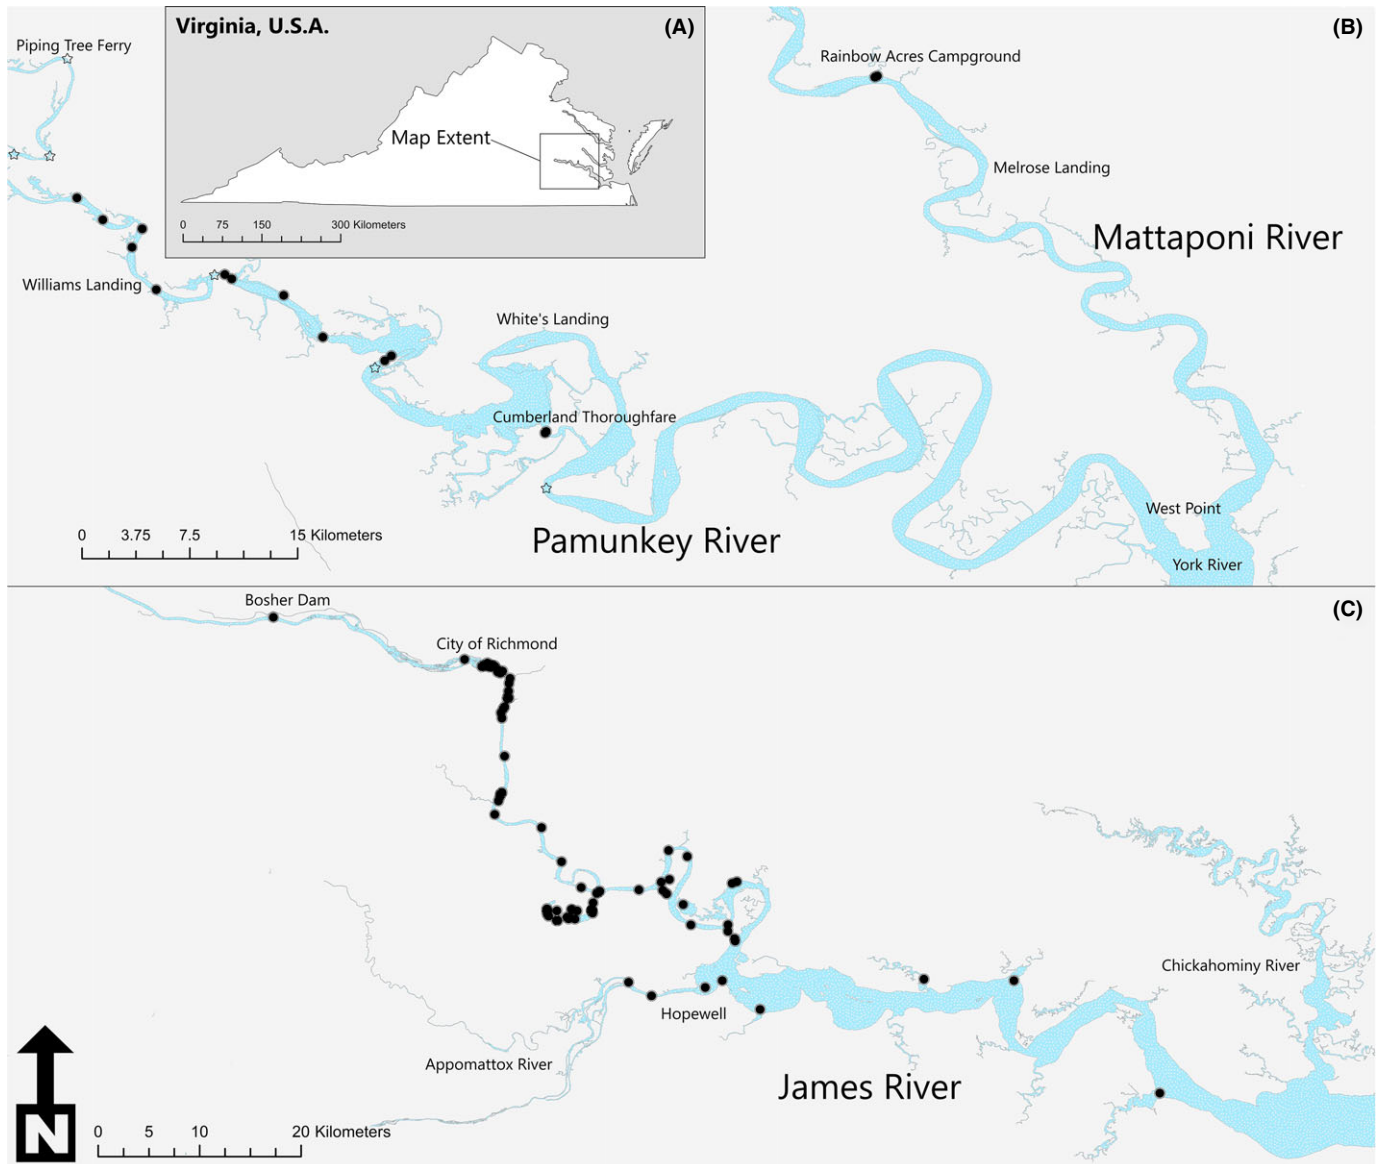 Virginia, U.S.A.
(A)
(B)
Piping Tree Ferry
Rainbow Acres Campground
Map Extent
Melrose Landing
0 75 150 300 Kilometers
Mattaponi River
Williams Landing
White's Landing
Cumberland Thoroughfare
West Point
0 3.75 7.5 15 Kilometers
Pamunkey River
York River
Bosher Dam
(C)
City of Richmond
Chickahominy River
Hopewell
Appomattox River
James River
N
0 5 10 20 Kilometers